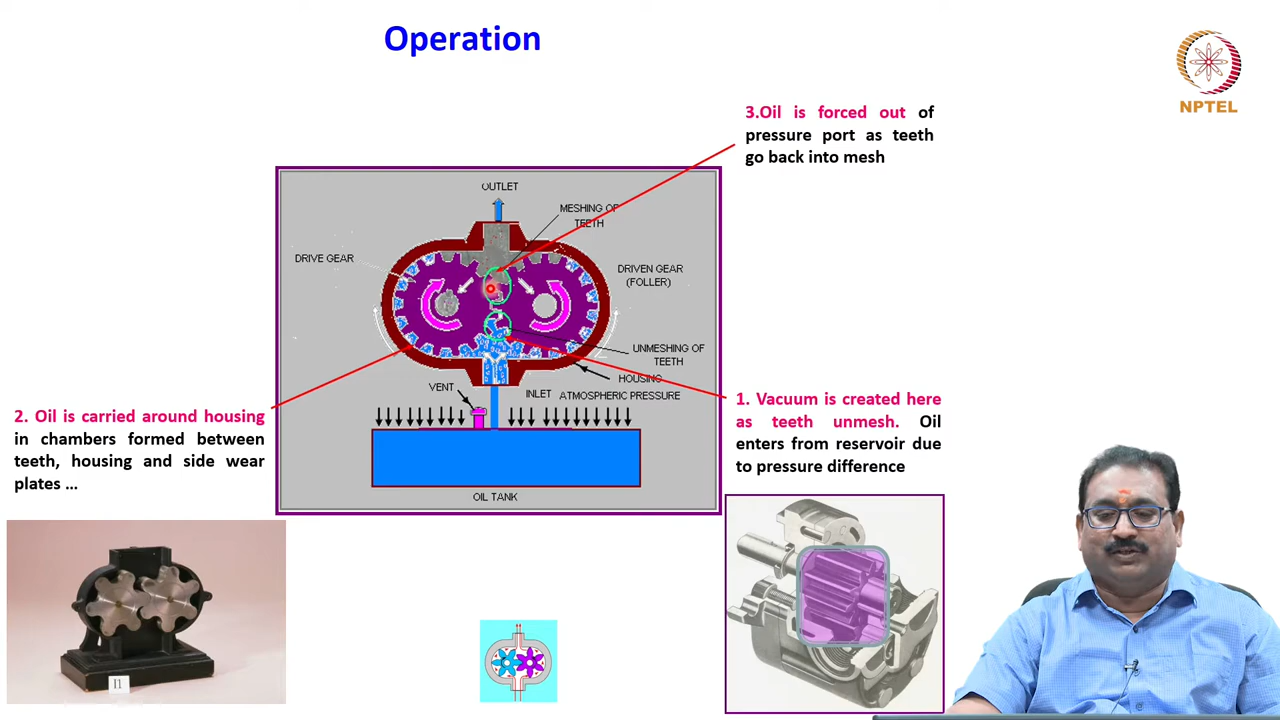 Operation
NPTEL
3.Oil is forced out of
pressure port as teeth
go back into mesh
OUTLET
MESHING OF
TEETH
DRIVE GEAR
DRIVEN GEAR
(FOLLER)
UNMESHING OF
TEETH
HOUSING
VENT
INLET
ATMOSPHERIC PRESSURE
OIL TANK
2. Oil is carried around housing
in chambers formed between
teeth, housing and side wear
plates ...
1. Vacuum is created here
as teeth unmesh. Oil
enters from reservoir due
to pressure difference
I1